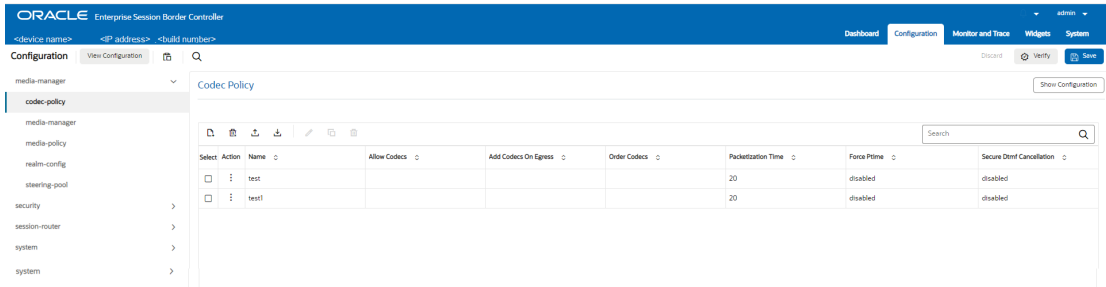 ORACLE Enterprise Session Border Controller admin
<device name> <IP address> <build number> Dashboard Configuration Monitor and Trace Widgets System
Configuration View Configuration Discard Verify Save
media-manager
codec-policy
media-manager
media-policy
realm-config
steering-pool
security
session-router
system
system
Codec Policy Show Configuration
Search
Select Action Name Allow Codecs Add Codecs On Egress Order Codecs Packetization Time Force Ptime Secure Dtmf Cancellation
test 20 disabled disabled
test1 20 disabled disabled